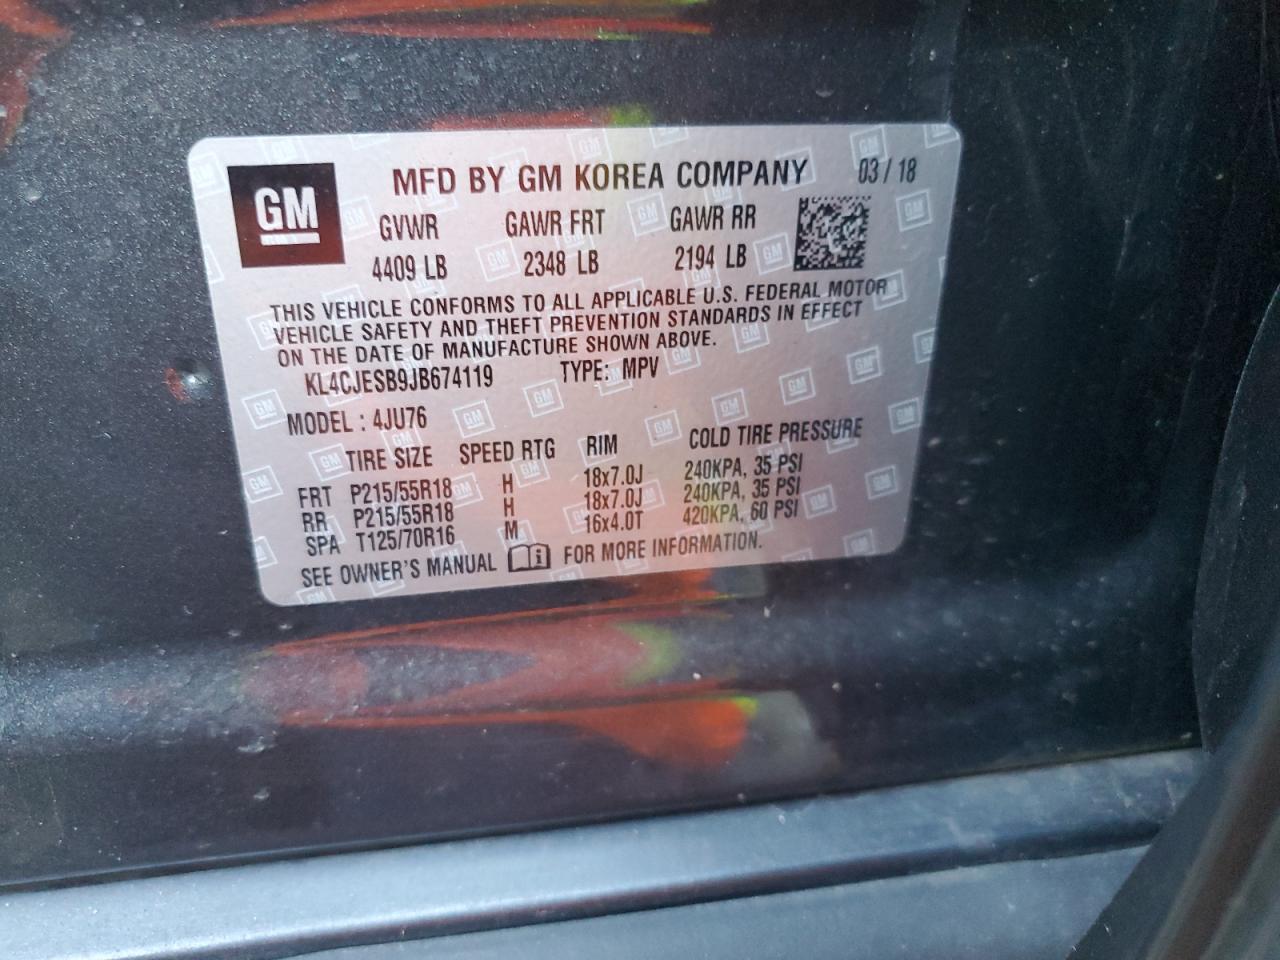 GM
MFD BY GM KOREA COMPANY 03 / 18
GVWR GAWR FRT GAWR RR
4409 LB 2348 LB 2194 LB
THIS VEHICLE CONFORMS TO ALL APPLICABLE U.S. FEDERAL MOTOR
VEHICLE SAFETY AND THEFT PREVENTION STANDARDS IN EFFECT
ON THE DATE OF MANUFACTURE SHOWN ABOVE.
KL4CJESB9JB674119 TYPE: MPV
MODEL : 4JU76
TIRE SIZE SPEED RTG RIM COLD TIRE PRESSURE
FRT P215/55R18 H 18x7.0J 240KPA, 35 PSI
RR P215/55R18 H 18x7.0J 240KPA, 35 PSI
SPA T125/70R16 M 16x4.0T 420KPA, 60 PSI
SEE OWNER'S MANUAL i FOR MORE INFORMATION.